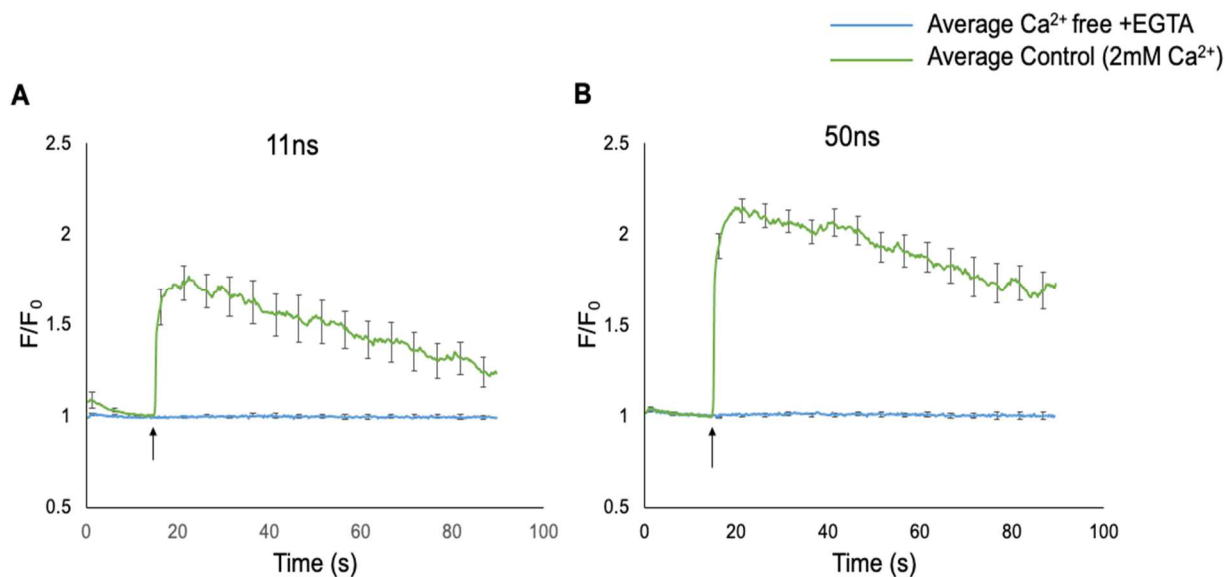 Average Ca²⁺ free +EGTA
Average Control (2mM Ca²⁺)
A
B
11ns
50ns
2.5
2
1.5
1
0.5
F/F₀
0
20
40
60
80
100
Time (s)
2.5
2
1.5
1
0.5
F/F₀
0
20
40
60
80
100
Time (s)